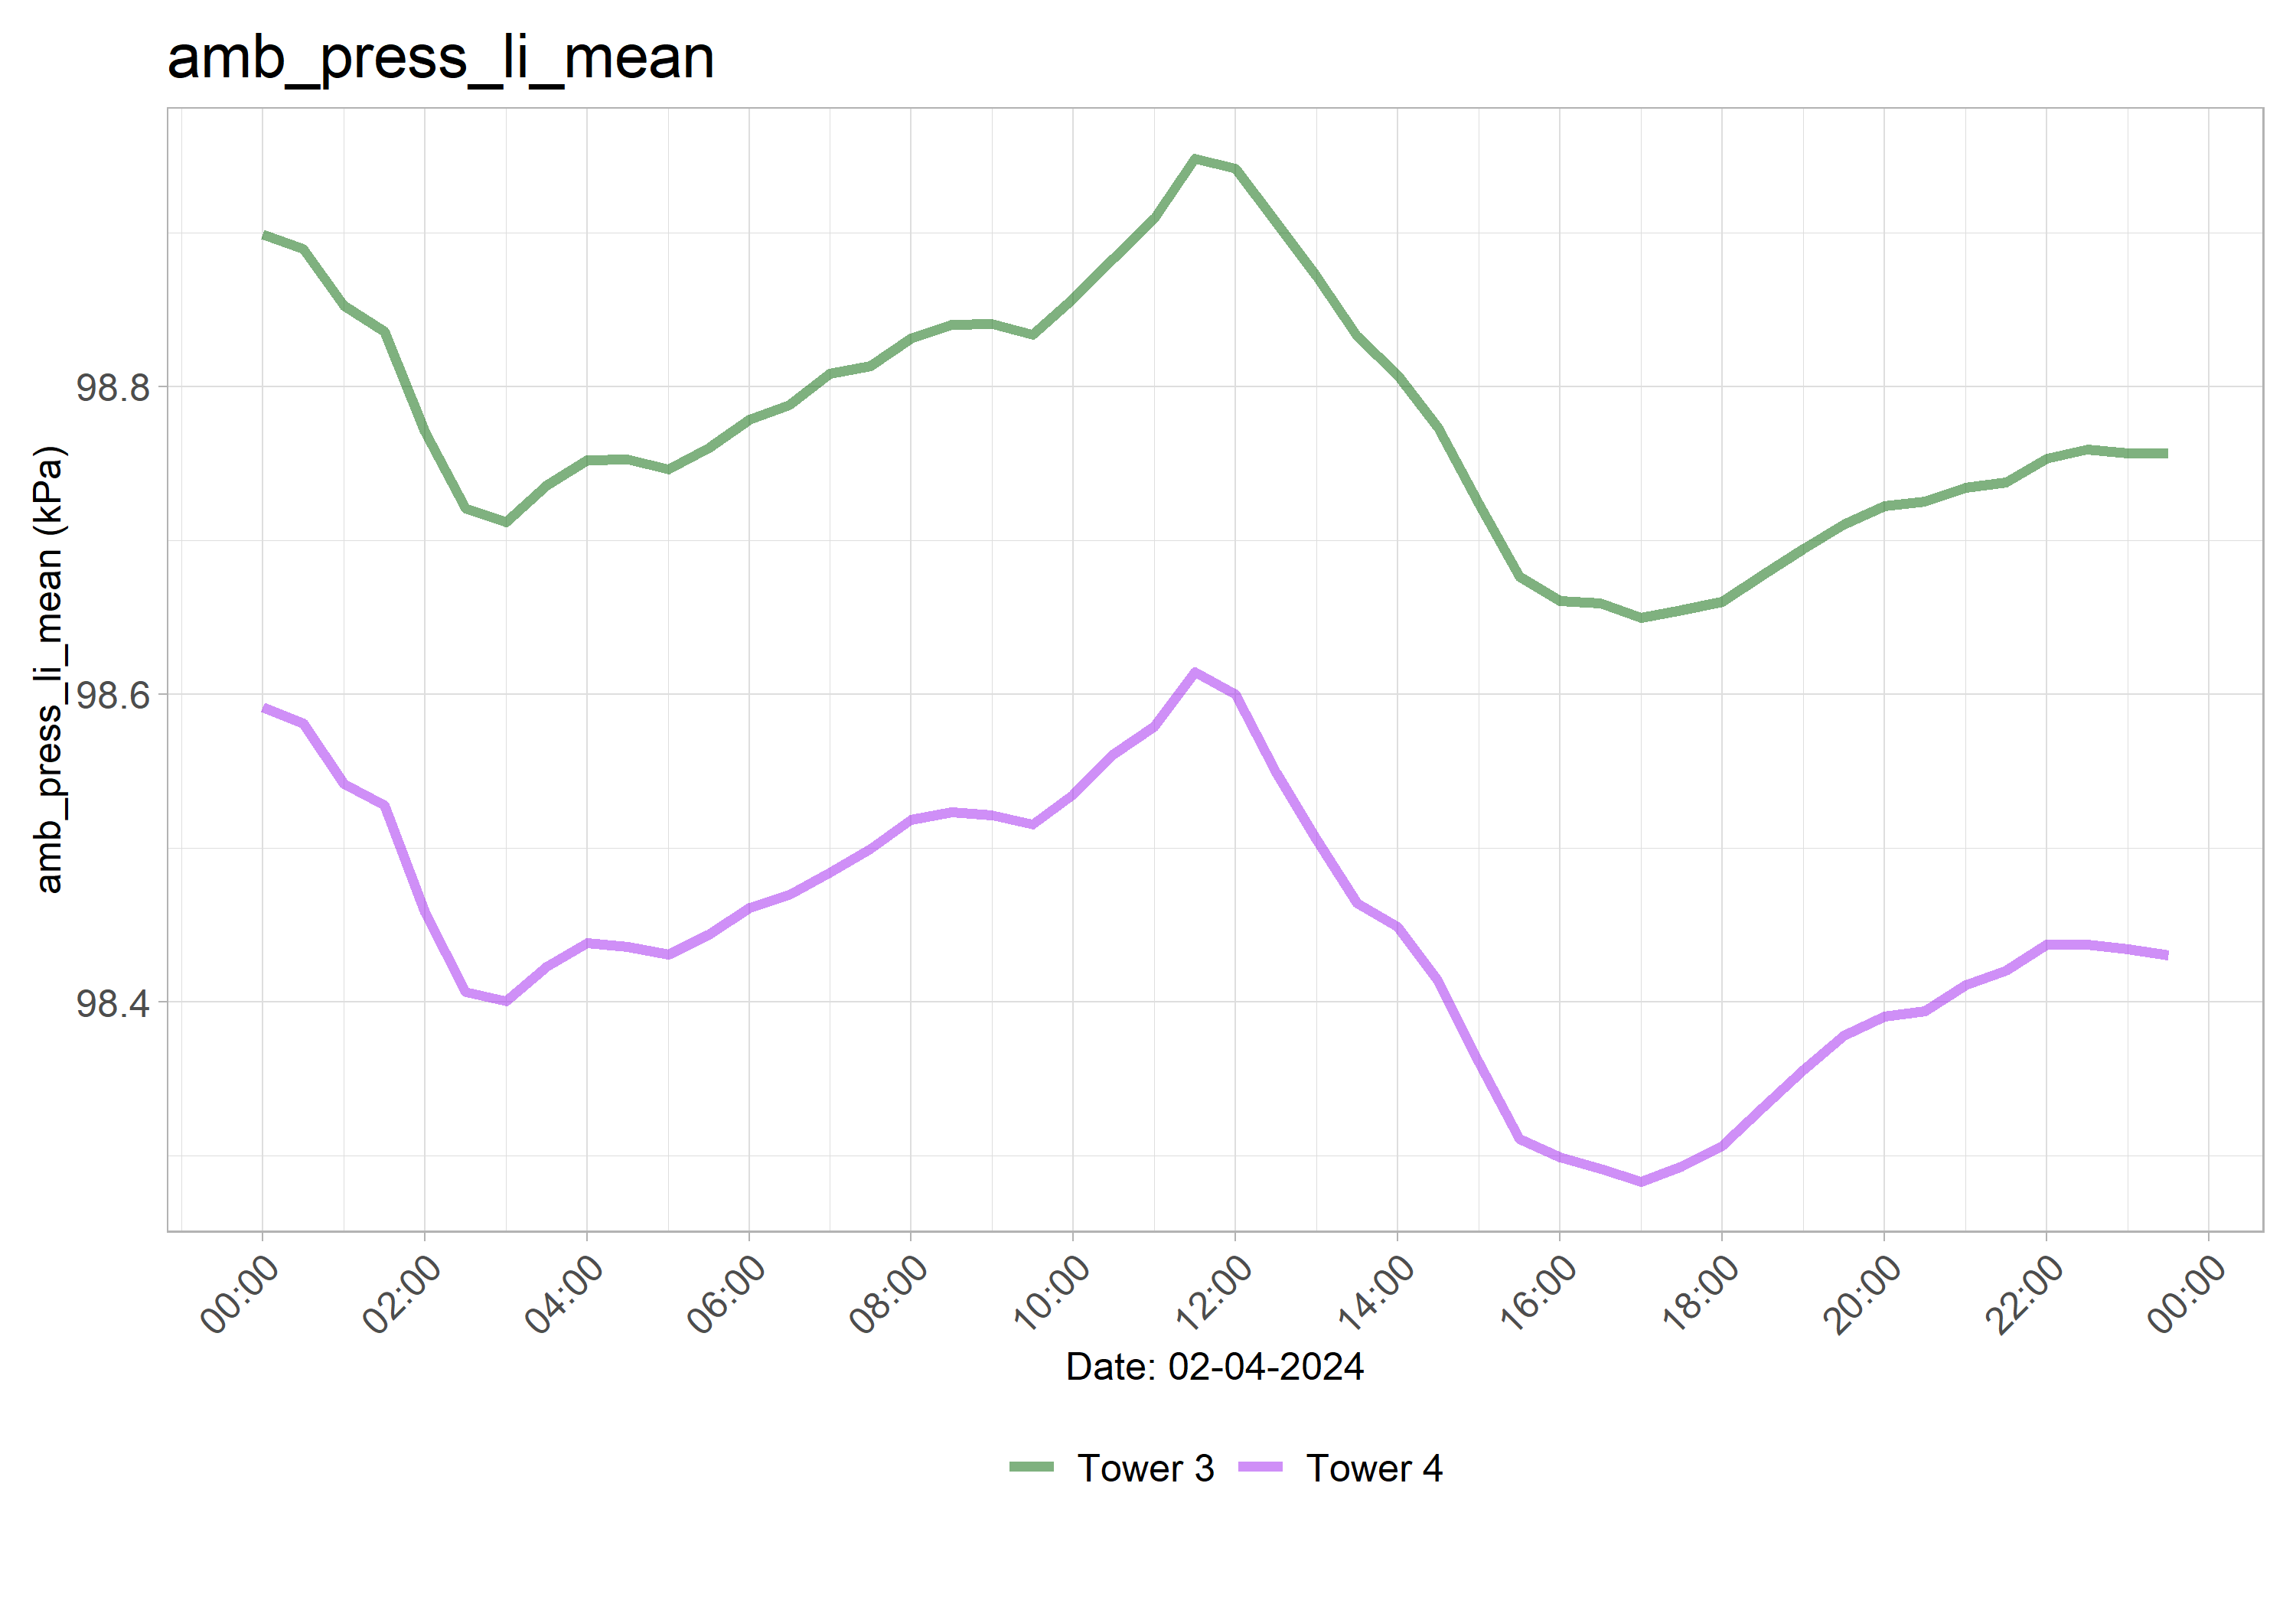 amb_press_li_mean
amb_press_li_mean (kPa)
98.8
98.6
98.4
00:00 02:00 04:00 06:00 08:00 10:00 12:00 14:00 16:00 18:00 20:00 22:00 00:00
Date: 02-04-2024
Tower 3 Tower 4